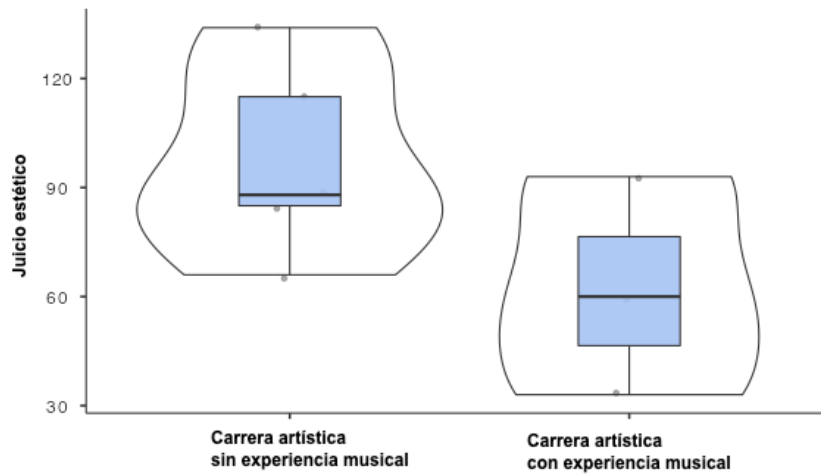 120
90
60
30
Juicio estético
Carrera artística
sin experiencia musical
Carrera artística
con experiencia musical